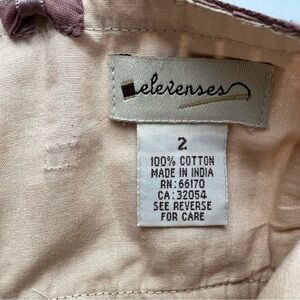 elevenses
2
100% COTTON
MADE IN INDIA
RN: 66170
CA: 32054
SEE REVERSE
FOR CARE